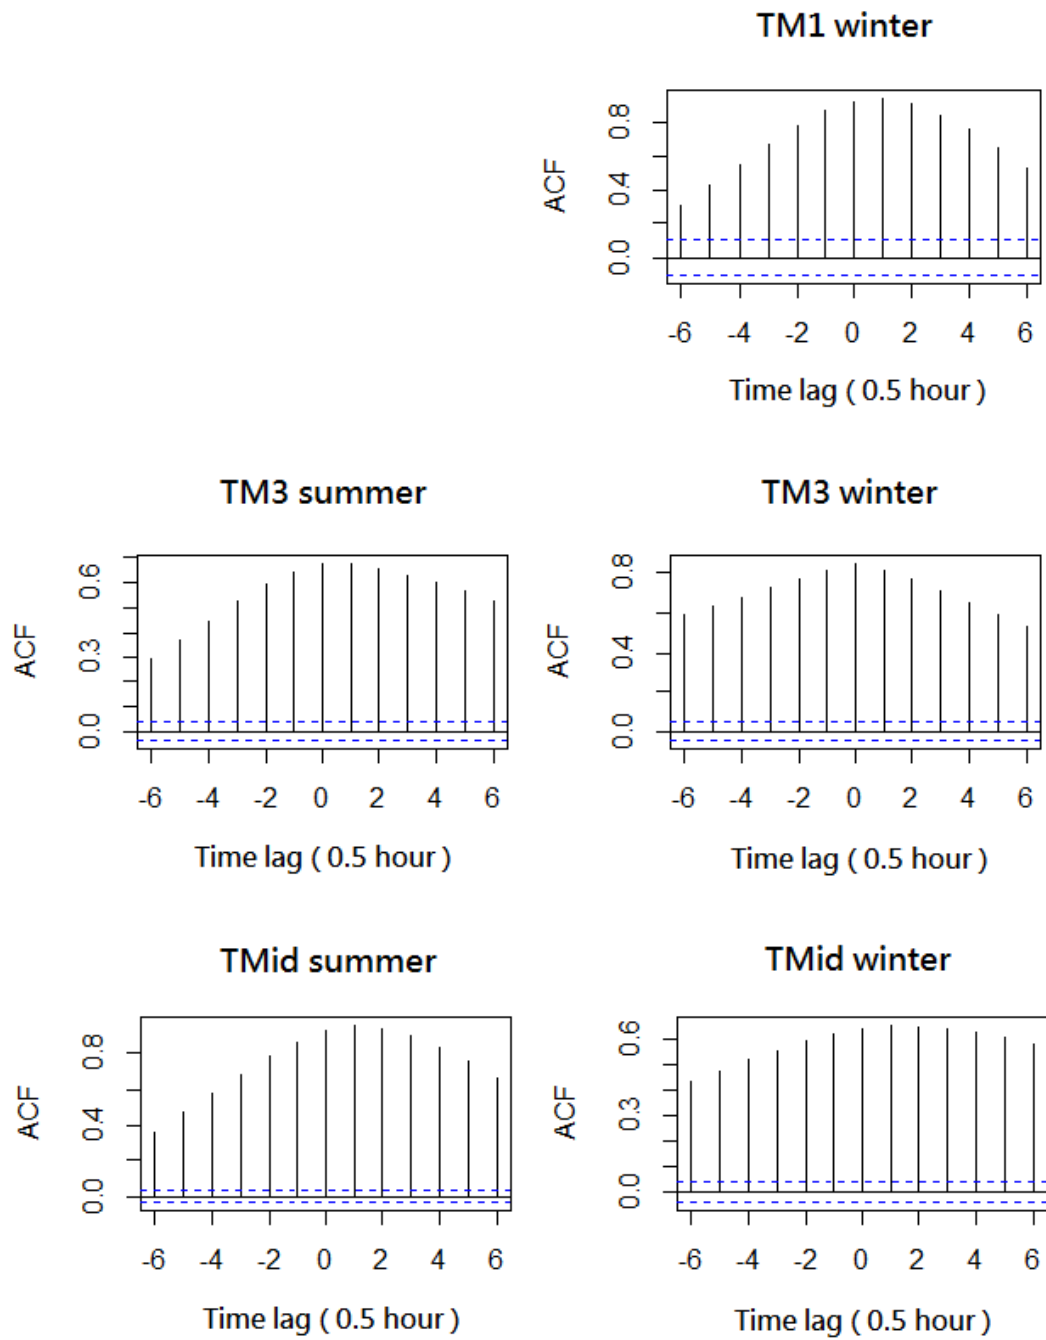 TM1 winter
ACF
0.0 0.4 0.8
-6 -4 -2 0 2 4 6
Time lag ( 0.5 hour )
TM3 summer
ACF
0.0 0.3 0.6
-6 -4 -2 0 2 4 6
Time lag ( 0.5 hour )
TM3 winter
ACF
0.0 0.4 0.8
-6 -4 -2 0 2 4 6
Time lag ( 0.5 hour )
TMid summer
ACF
0.0 0.4 0.8
-6 -4 -2 0 2 4 6
Time lag ( 0.5 hour )
TMid winter
ACF
0.0 0.3 0.6
-6 -4 -2 0 2 4 6
Time lag ( 0.5 hour )